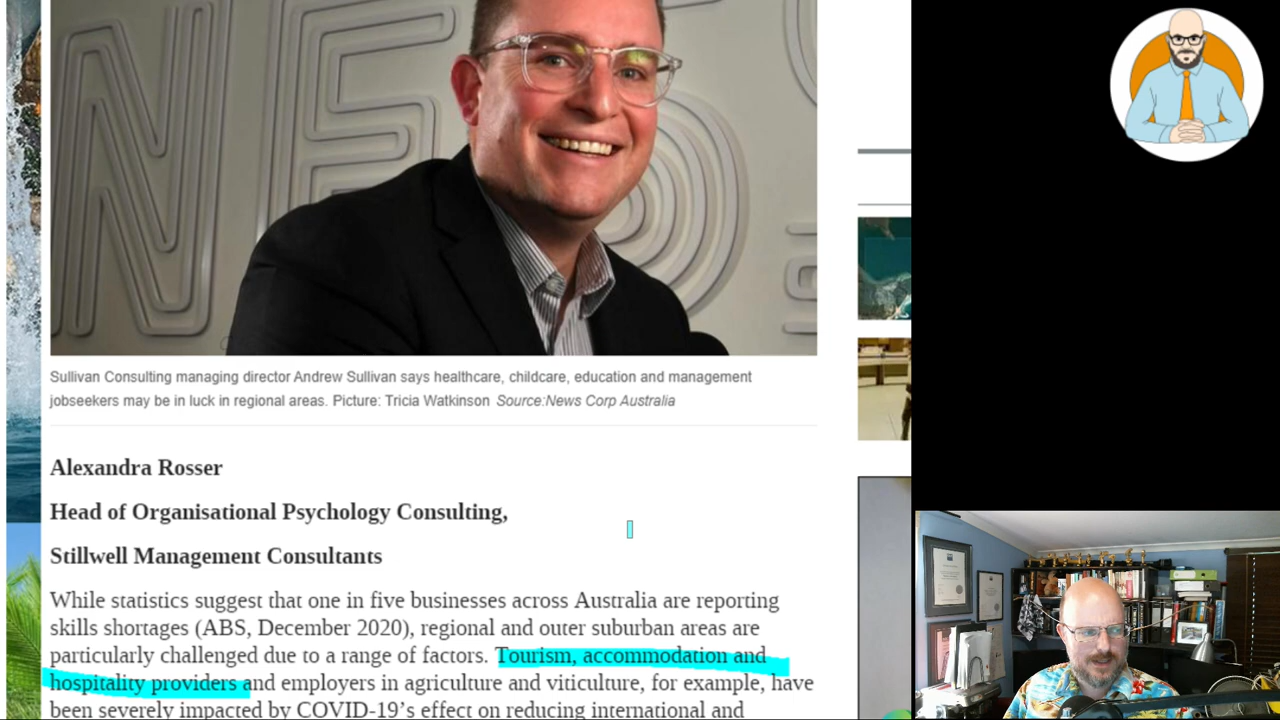 Sullivan Consulting managing director Andrew Sullivan says healthcare, childcare, education and management
jobseekers may be in luck in regional areas. Picture: Tricia Watkinson Source:News Corp Australia
Alexandra Rosser
Head of Organisational Psychology Consulting,
Stillwell Management Consultants
While statistics suggest that one in five businesses across Australia are reporting
skills shortages (ABS, December 2020), regional and outer suburban areas are
particularly challenged due to a range of factors. Tourism, accommodation and
hospitality providers and employers in agriculture and viticulture, for example, have
been severely impacted by COVID-19’s effect on reducing international and